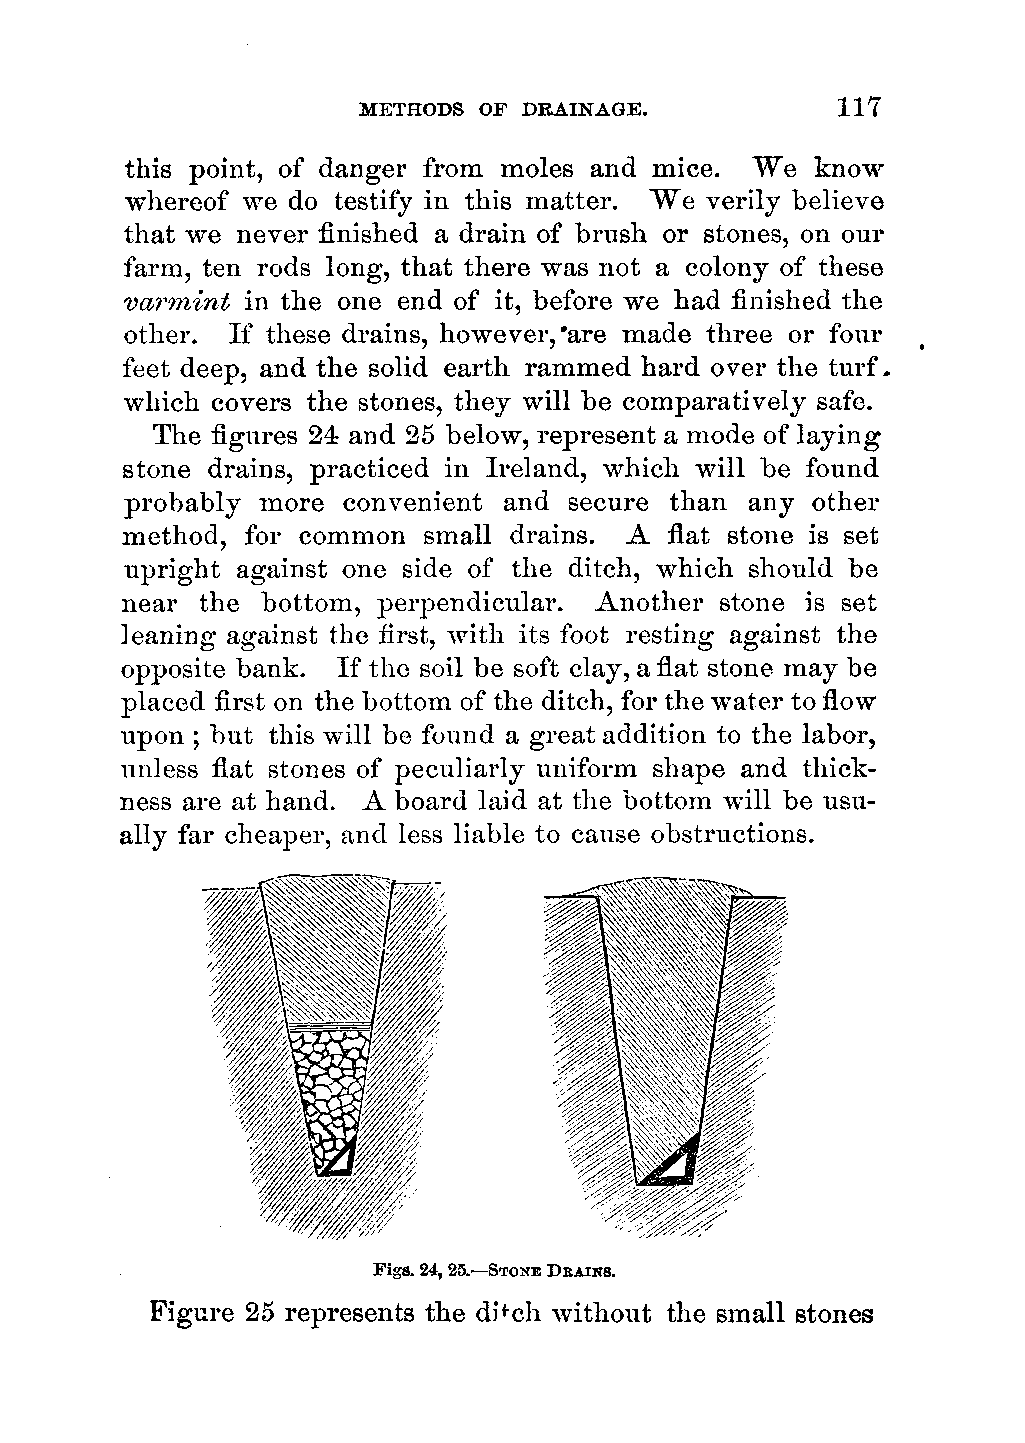 METHODS OF DRAINAGE. 117
this point, of danger from moles and mice. We know
whereof we do testify in this matter. We verily believe
that we never finished a drain of brush or stones, on our
farm, ten rods long, that there was not a colony of these
varmint in the one end of it, before we had finished the
other. If these drains, however, are made three or four
feet deep, and the solid earth rammed hard over the turf
which covers the stones, they will be comparatively safe.
The figures 24 and 25 below, represent a mode of laying
stone drains, practiced in Ireland, which will be found
probably more convenient and secure than any other
method, for common small drains. A flat stone is set
upright against one side of the ditch, which should be
near the bottom, perpendicular. Another stone is set
leaning against the first, with its foot resting against the
opposite bank. If the soil be soft clay, a flat stone may be
placed first on the bottom of the ditch, for the water to flow
upon ; but this will be found a great addition to the labor,
unless flat stones of peculiarly uniform shape and thick-
ness are at hand. A board laid at the bottom will be usu-
ally far cheaper, and less liable to cause obstructions.
Figs. 24, 25.—Stone Drains.
Figure 25 represents the ditch without the small stones